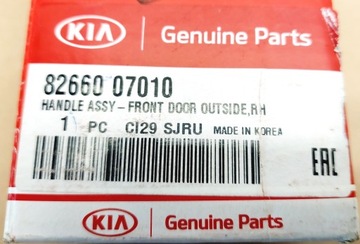 KIA Genuine Parts
82660 07010
HANDLE ASSY-FRONT DOOR OUTSIDE,RH
1 PC CI29 SJRU MADE IN KOREA
EAC
KIA Genuine Parts